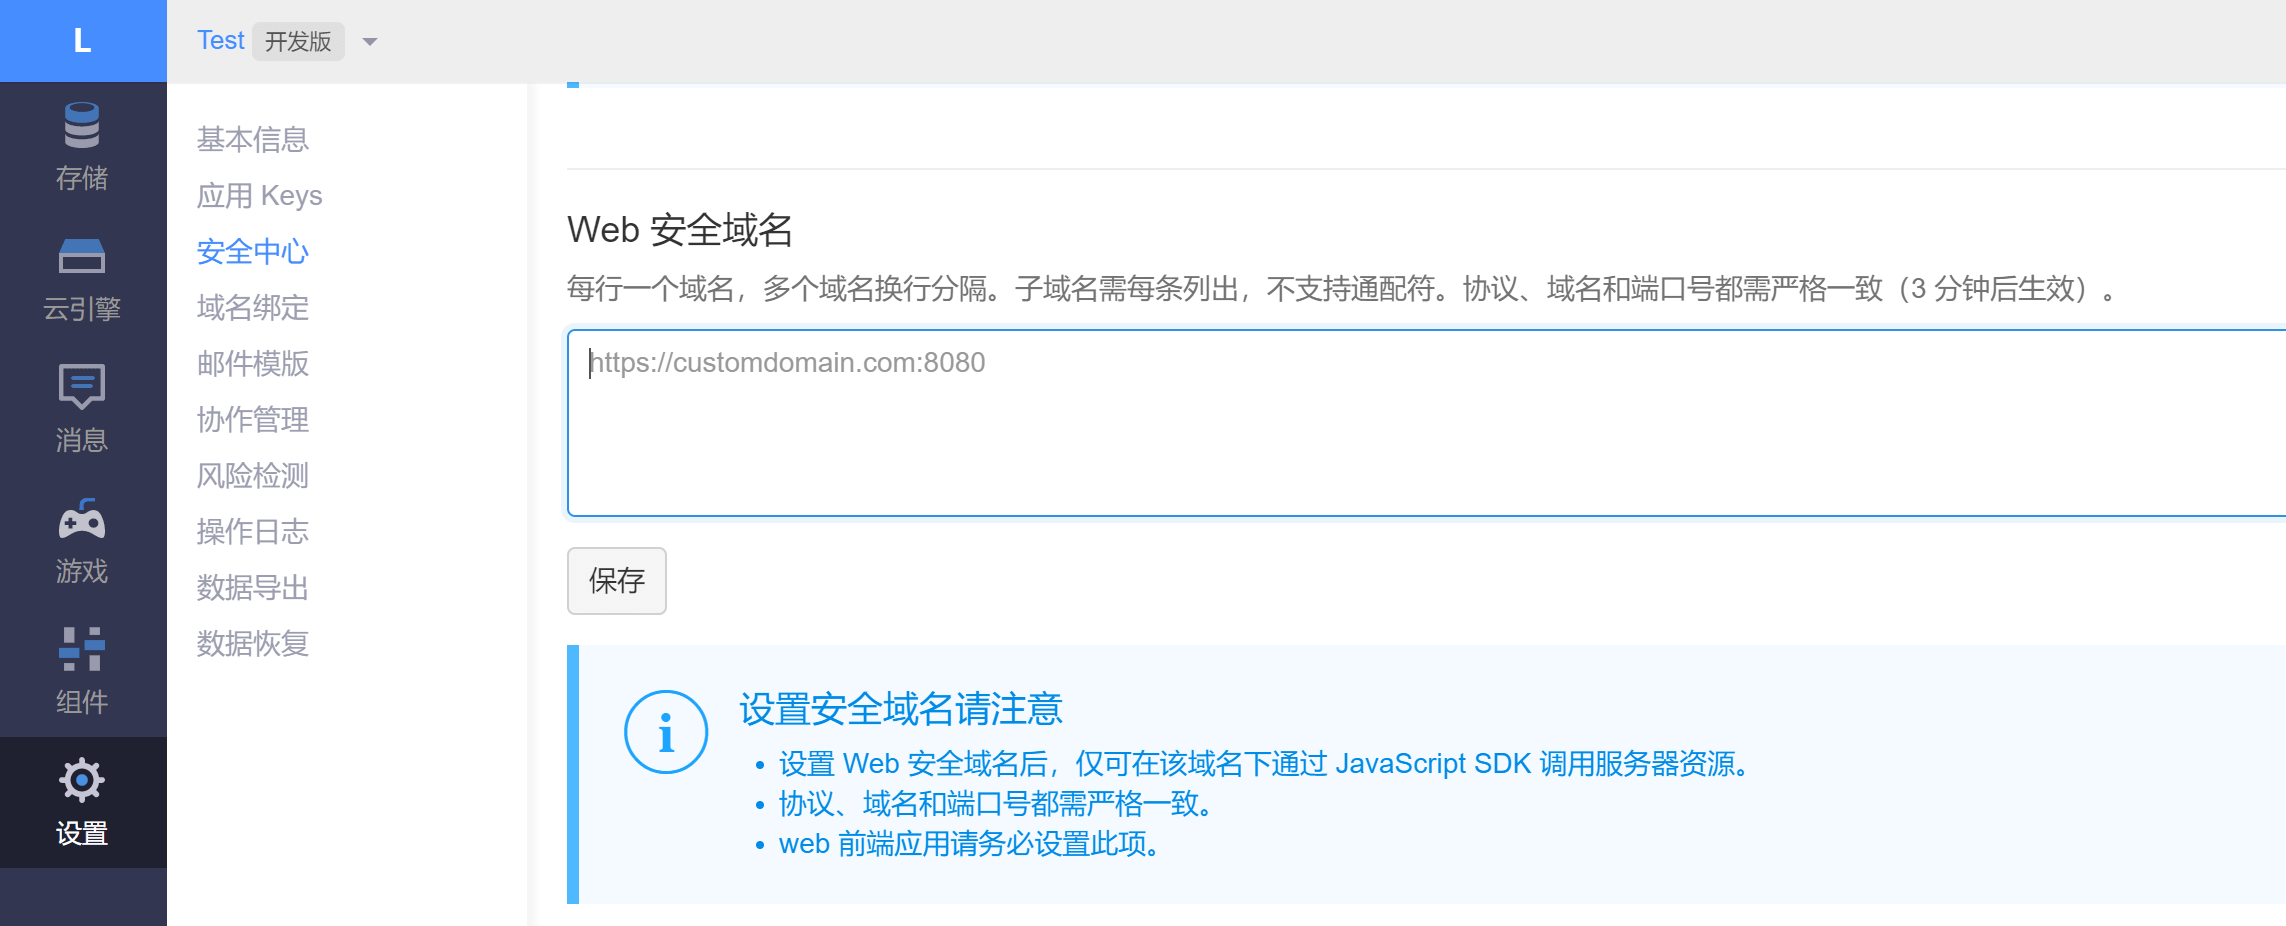 L
Test 开发版
存储
云引擎
消息
游戏
组件
设置
基本信息
应用 Keys
安全中心
域名绑定
邮件模版
协作管理
风险检测
操作日志
数据导出
数据恢复
Web 安全域名
每行一个域名，多个域名换行分隔。子域名需每条列出，不支持通配符。协议、域名和端口号都需严格一致（3 分钟后生效）。
https://customdomain.com:8080
保存
设置安全域名请注意
• 设置 Web 安全域名后，仅可在该域名下通过 JavaScript SDK 调用服务器资源。
• 协议、域名和端口号都需严格一致。
• web 前端应用请务必设置此项。